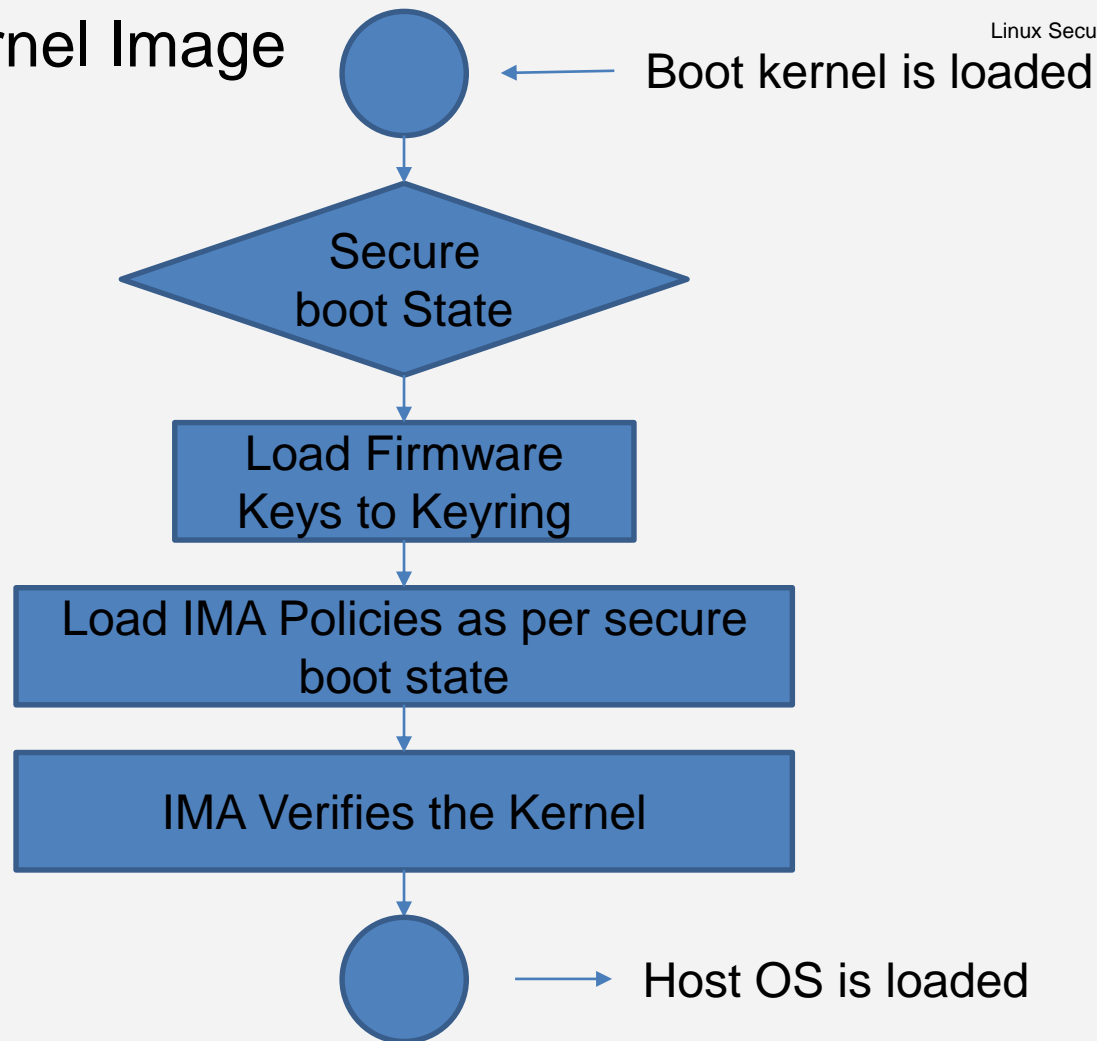 rnel Image
Linux Secu
Boot kernel is loaded
Secure
boot State
Load Firmware
Keys to Keyring
Load IMA Policies as per secure
boot state
IMA Verifies the Kernel
Host OS is loaded